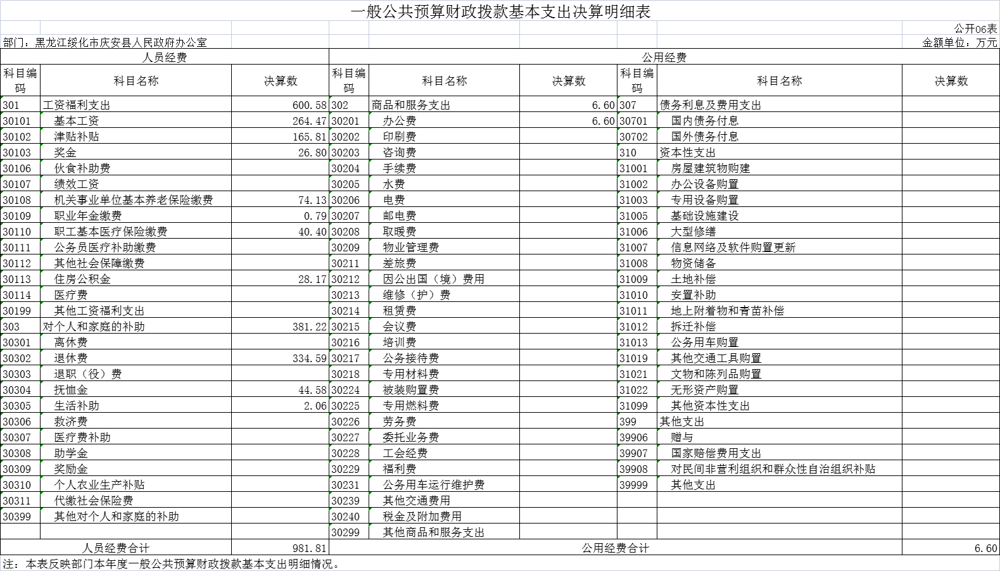 一般公共预算财政拨款基本支出决算明细表
公开06表
部门：黑龙江绥化市庆安县人民政府办公室 金额单位：万元
人员经费 公用经费
科目编码 科目名称 决算数 科目编码 科目名称 决算数 科目编码 科目名称 决算数
301 工资福利支出 600.58 302 商品和服务支出 6.60 307 债务利息及费用支出
30101 基本工资 264.47 30201 办公费 6.60 30701 国内债务付息
30102 津贴补贴 165.81 30202 印刷费 30702 国外债务付息
30103 奖金 26.80 30203 咨询费 310 资本性支出
30106 伙食补助费 30204 手续费 31001 房屋建筑物购建
30107 绩效工资 30205 水费 31002 办公设备购置
30108 机关事业单位基本养老保险缴费 74.13 30206 电费 31003 专用设备购置
30109 职业年金缴费 0.79 30207 邮电费 31005 基础设施建设
30110 职工基本医疗保险缴费 40.40 30208 取暖费 31006 大型修缮
30111 公务员医疗补助缴费 30209 物业管理费 31007 信息网络及软件购置更新
30112 其他社会保障缴费 30211 差旅费 31008 物资储备
30113 住房公积金 28.17 30212 因公出国（境）费用 31009 土地补偿
30114 医疗费 30213 维修（护）费 31010 安置补助
30199 其他工资福利支出 30214 租赁费 31011 地上附着物和青苗补偿
303 对个人和家庭的补助 381.22 30215 会议费 31012 拆迁补偿
30301 离休费 30216 培训费 31013 公务用车购置
30302 退休费 334.59 30217 公务接待费 31019 其他交通工具购置
30303 退职（役）费 30218 专用材料费 31021 文物和陈列品购置
30304 抚恤金 44.58 30224 被装购置费 31022 无形资产购置
30305 生活补助 2.06 30225 专用燃料费 31099 其他资本性支出
30306 救济费 30226 劳务费 399 其他支出
30307 医疗费补助 30227 委托业务费 39906 赠与
30308 助学金 30228 工会经费 39907 国家赔偿费用支出
30309 奖励金 30229 福利费 39908 对民间非营利组织和群众性自治组织补贴
30310 个人农业生产补贴 30231 公务用车运行维护费 39999 其他支出
30311 代缴社会保险费 30239 其他交通费用
30399 其他对个人和家庭的补助 30240 税金及附加费用
30299 其他商品和服务支出
人员经费合计 981.81 公用经费合计 6.60
注：本表反映部门本年度一般公共预算财政拨款基本支出明细情况。